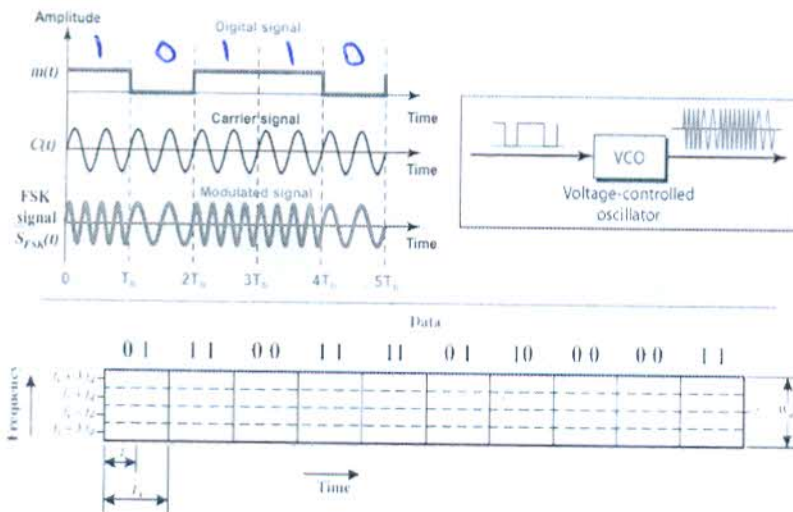 Amplitude
Digital signal
1 0 1 1 0
m(t)
Time
Carrier signal
C(t)
Time
Modulated signal
FSK
signal
S_FSK(t)
Time
0 T_b 2T_b 3T_b 4T_b 5T_b
VCO
Voltage-controlled
oscillator
Data
01 11 00 11 11 01 10 00 00 11
Frequency
Time